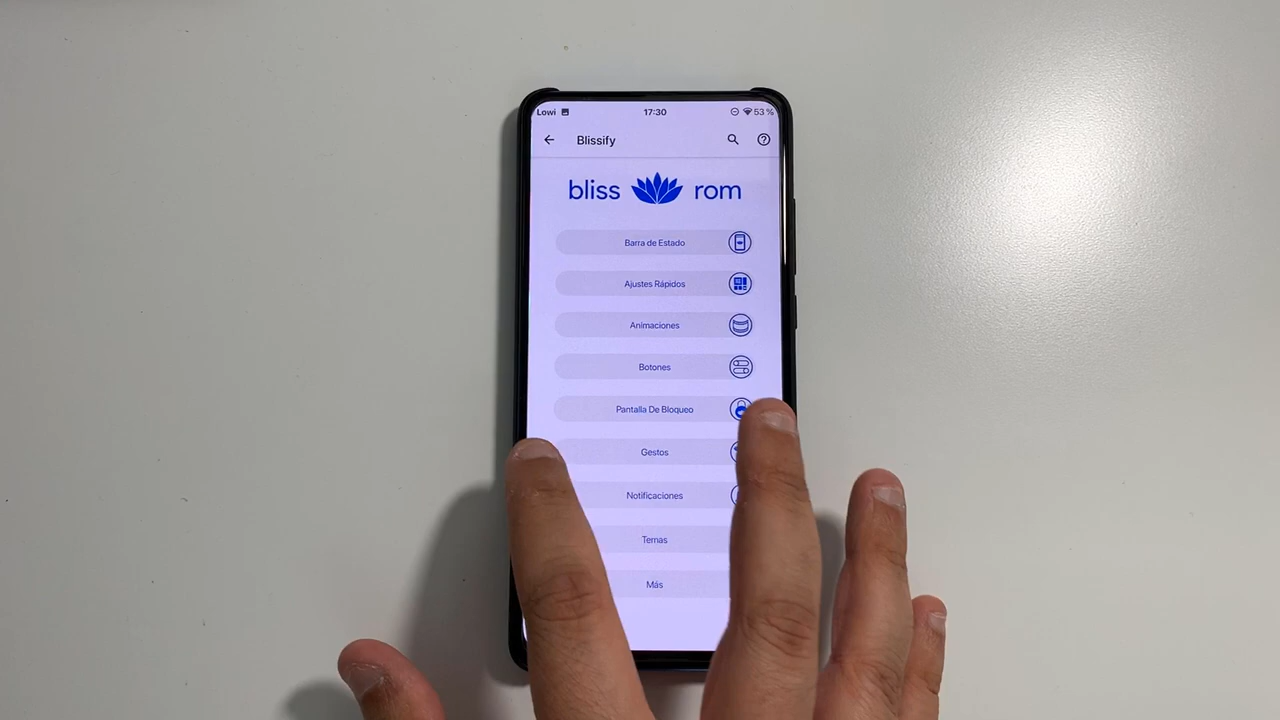 Lowi 17:30 53 %
Blissify
bliss rom
Barra de Estado
Ajustes Rápidos
Animaciones
Botones
Pantalla De Bloqueo
Gestos
Notificaciones
Temas
Más